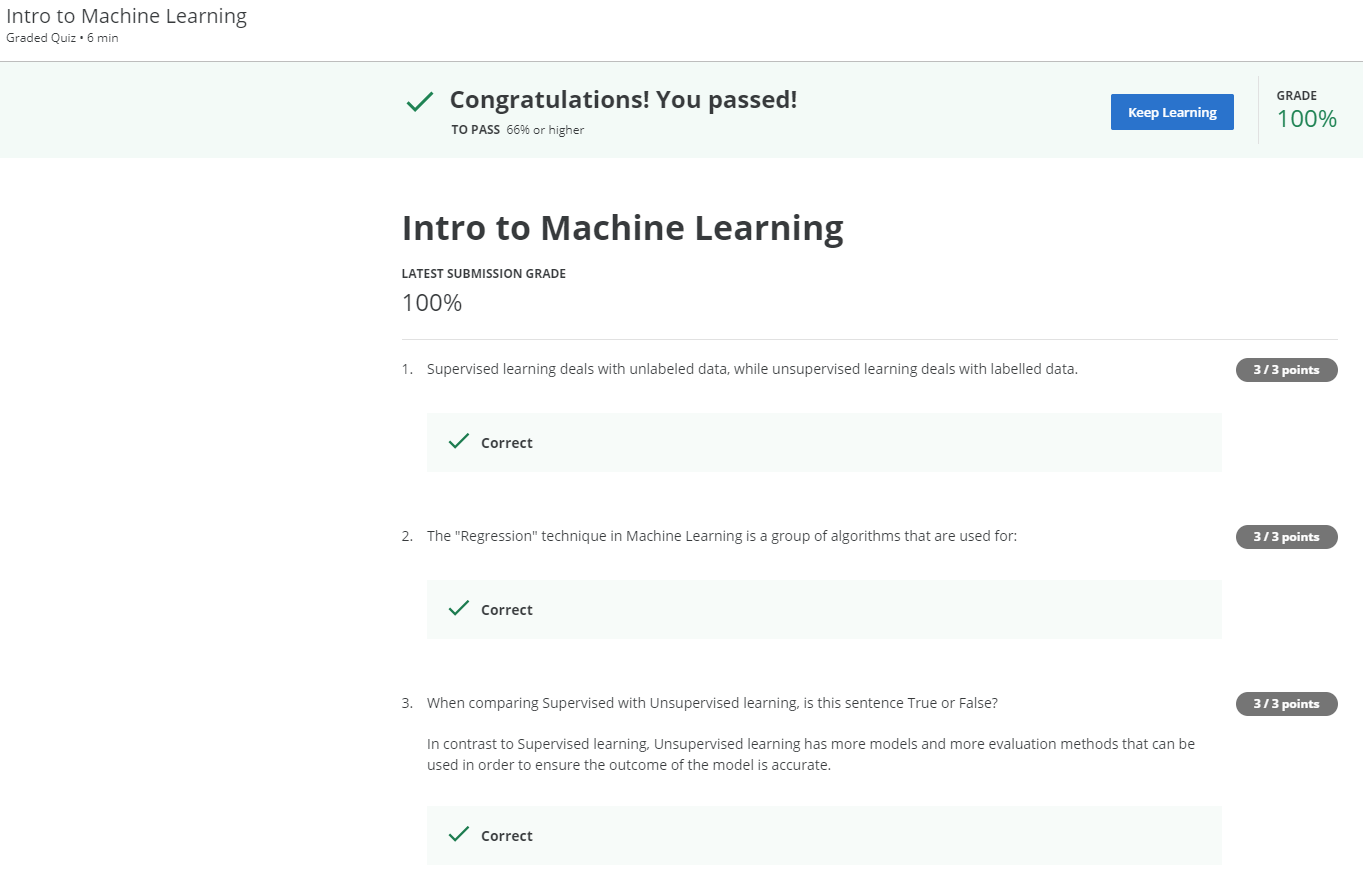 Intro to Machine Learning
Graded Quiz • 6 min
Congratulations! You passed!
TO PASS 66% or higher
Keep Learning
GRADE
100%
Intro to Machine Learning
LATEST SUBMISSION GRADE
100%
1. Supervised learning deals with unlabeled data, while unsupervised learning deals with labelled data.
3 / 3 points
Correct
2. The "Regression" technique in Machine Learning is a group of algorithms that are used for:
3 / 3 points
Correct
3. When comparing Supervised with Unsupervised learning, is this sentence True or False?
3 / 3 points
In contrast to Supervised learning, Unsupervised learning has more models and more evaluation methods that can be
used in order to ensure the outcome of the model is accurate.
Correct